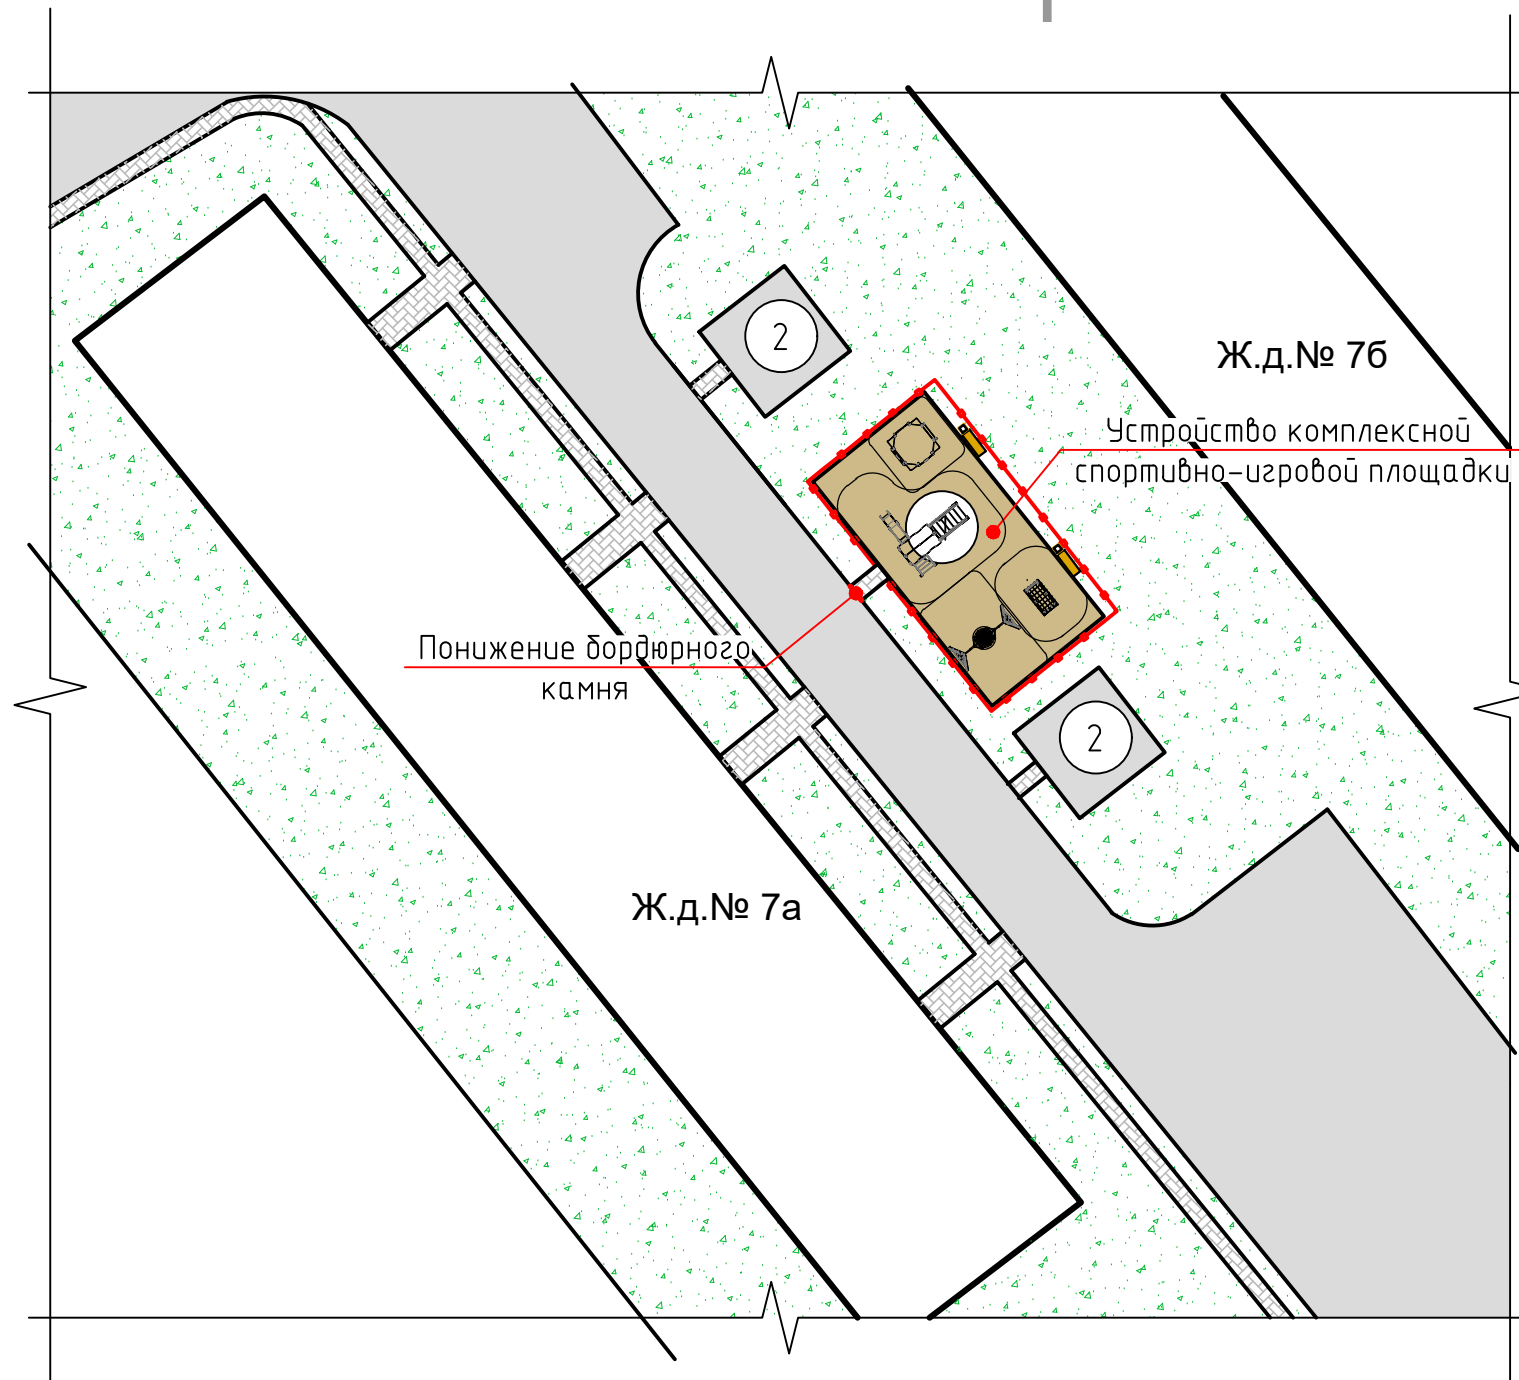 2
Ж.д.№ 7б
Устройство комплексной
спортивно-игровой площадки
Понижение бордюрного
камня
2
Ж.д.№ 7а